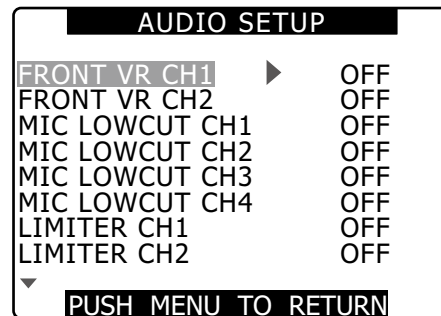 AUDIO SETUP
FRONT VR CH1 OFF
FRONT VR CH2 OFF
MIC LOWCUT CH1 OFF
MIC LOWCUT CH2 OFF
MIC LOWCUT CH3 OFF
MIC LOWCUT CH4 OFF
LIMITER CH1 OFF
LIMITER CH2 OFF
PUSH MENU TO RETURN